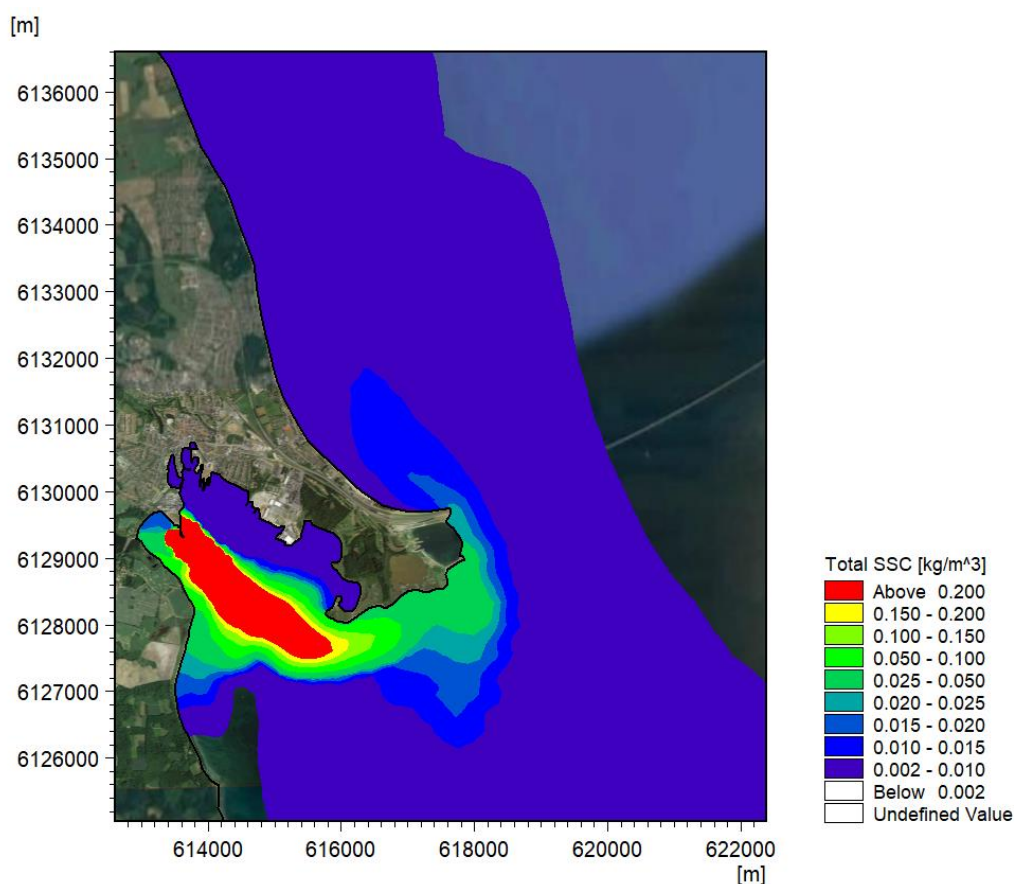 [m]
6136000
6135000
6134000
6133000
6132000
6131000
6130000
6129000
6128000
6127000
6126000
614000 616000 618000 620000 622000
[m]
Total SSC [kg/m^3]
Above 0.200
0.150 - 0.200
0.100 - 0.150
0.050 - 0.100
0.025 - 0.050
0.020 - 0.025
0.015 - 0.020
0.010 - 0.015
0.002 - 0.010
Below 0.002
Undefined Value